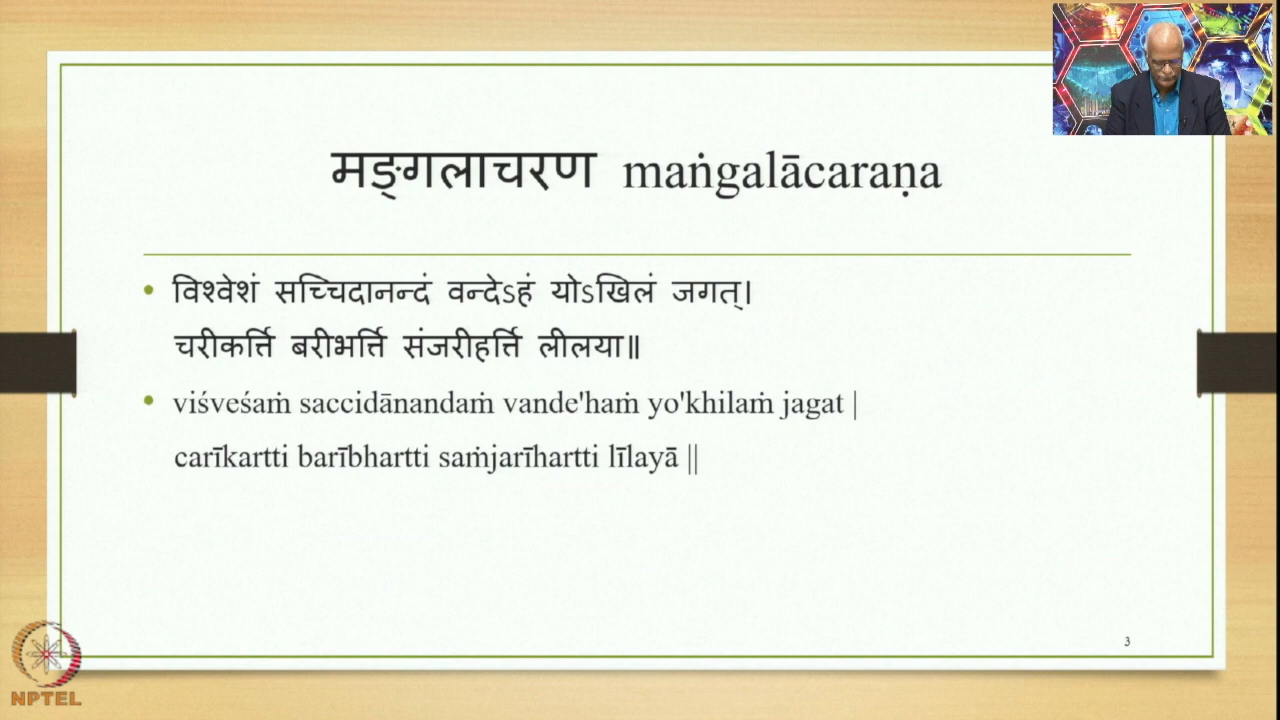 मङ्गलाचरण maṅgalācaraṇa
• विश्वेशं सच्चिदानन्दं वन्देऽहं योऽखिलं जगत्।
चरीकर्त्ति बरीभर्त्ति संजरीहर्त्ति लीलया॥
• viśveśaṁ saccidānandaṁ vande'haṁ yo'khilaṁ jagat |
carīkartti barībhartti saṁjarīhartti līlayā ||
3
NPTEL